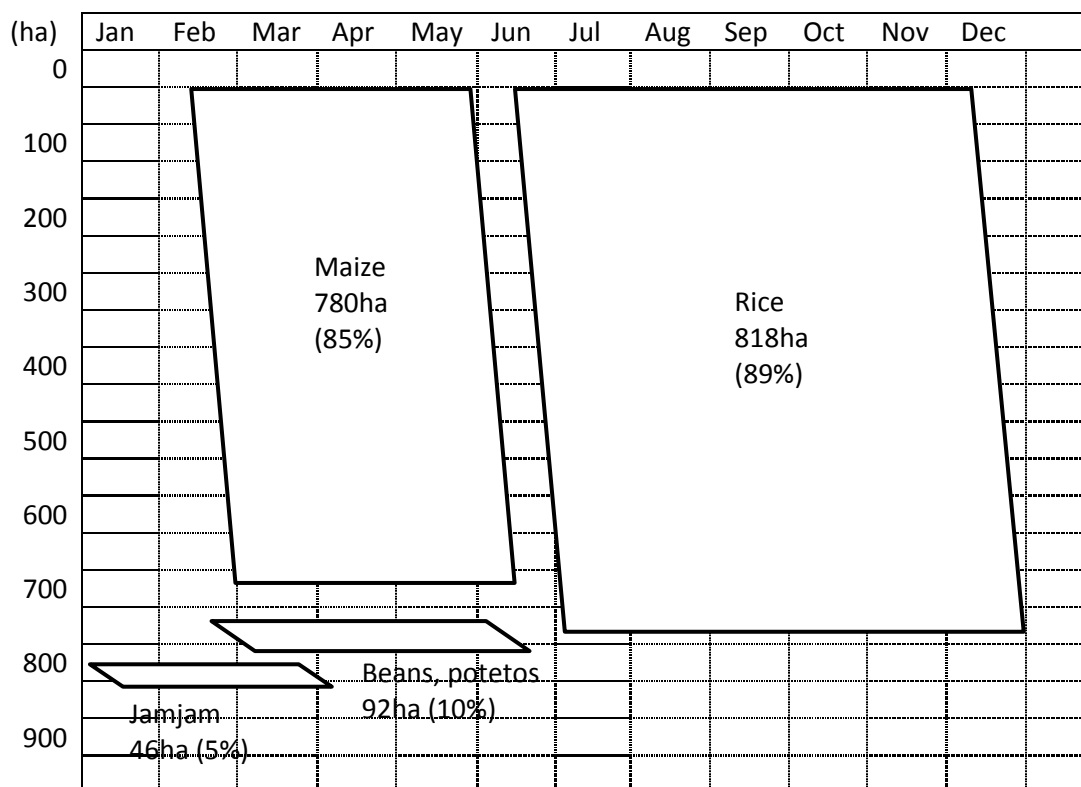 (ha) Jan Feb Mar Apr May Jun Jul Aug Sep Oct Nov Dec
0
100
200
300
400
500
600
700
800
900
Maize
780ha
(85%)
Rice
818ha
(89%)
Beans, potetos
92ha (10%)
Jamjam
46ha (5%)